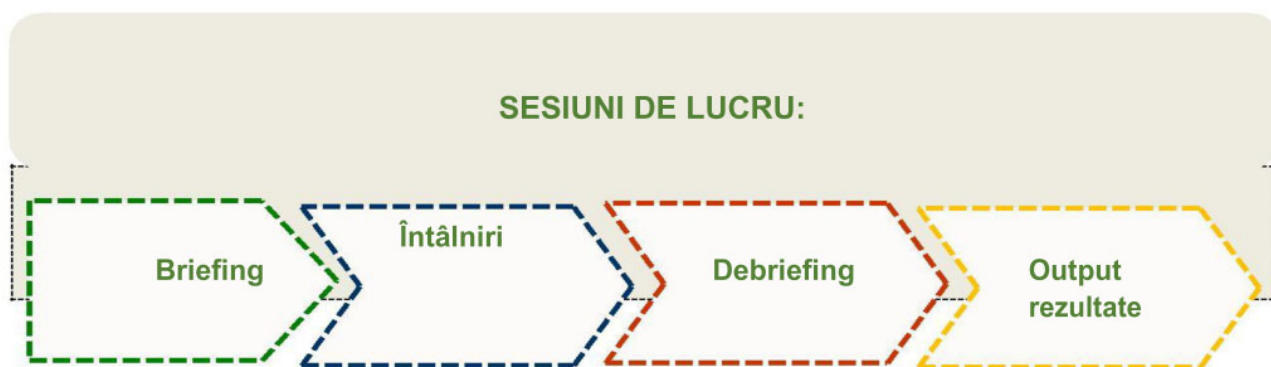 SESIUNI DE LUCRU:
Briefing
Întâlniri
Debriefing
Output
rezultate